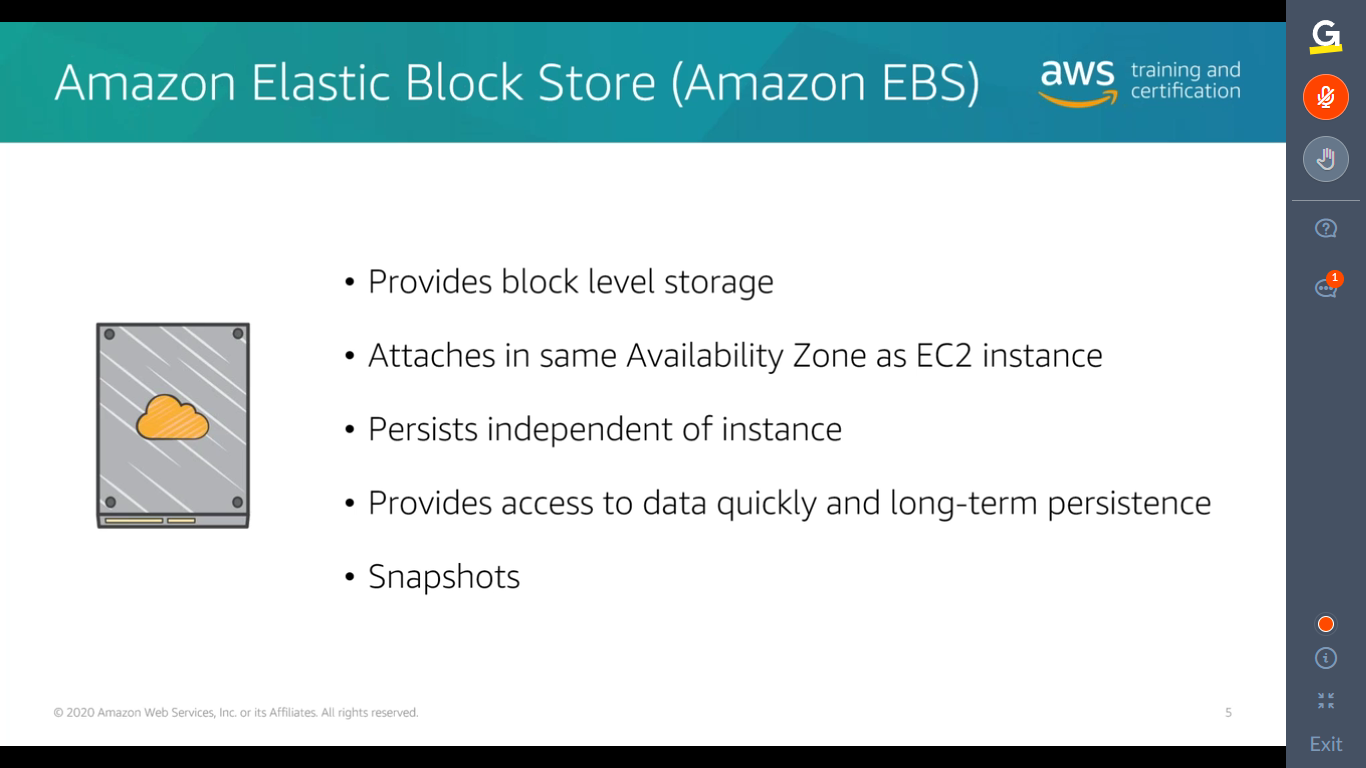 Amazon Elastic Block Store (Amazon EBS)
aws training and
certification
G
• Provides block level storage
1
• Attaches in same Availability Zone as EC2 instance
• Persists independent of instance
• Provides access to data quickly and long-term persistence
• Snapshots
© 2020 Amazon Web Services, Inc. or its Affiliates. All rights reserved.
5
Exit